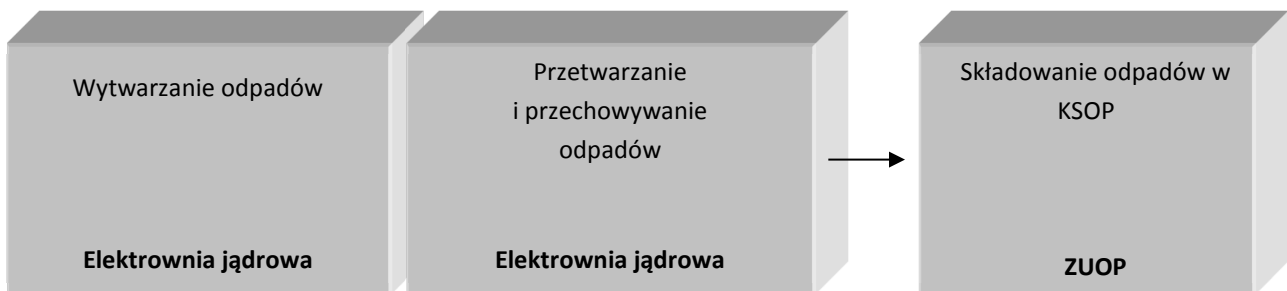 Wytwarzanie odpadów
Elektrownia jądrowa
Przetwarzanie
i przechowywanie
odpadów
Elektrownia jądrowa
Składowanie odpadów w
KSOP
ZUOP